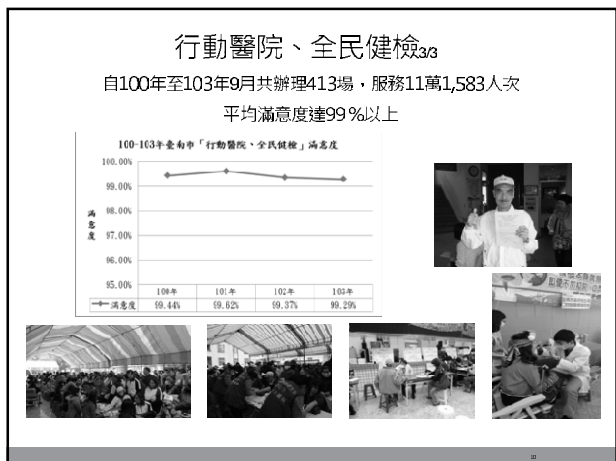 行動醫院、全民健檢3/3
自100年至103年9月共辦理413場，服務11萬1,583人次
平均滿意度達99%以上
100-103年臺南市「行動醫院、全民健檢」滿意度
100.00%
99.00%
98.00%
97.00%
96.00%
95.00%
滿意度
100年 101年 102年 103年
滿意度 99.44% 99.62% 99.37% 99.29%